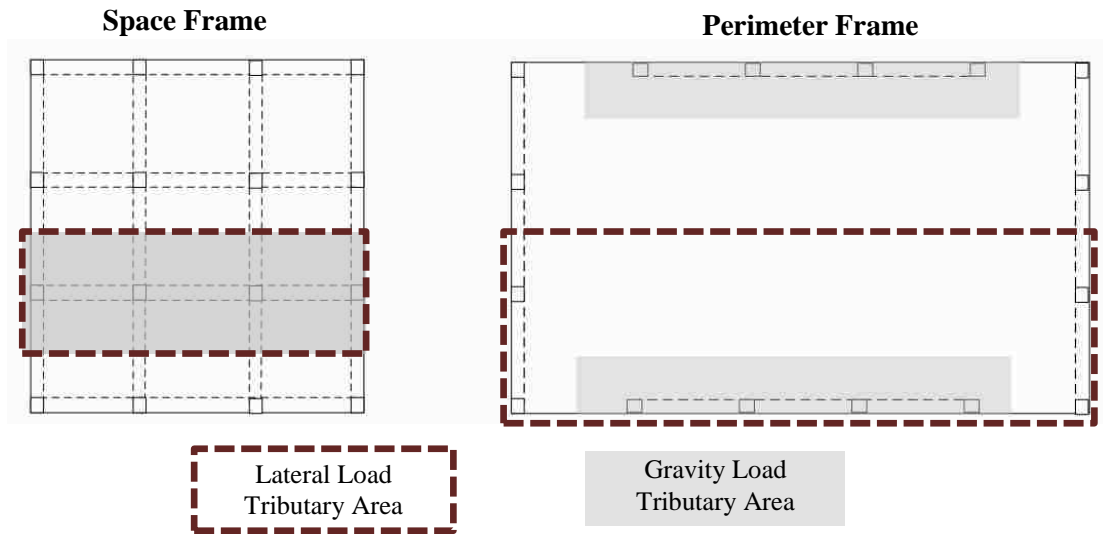 Space Frame
Perimeter Frame
Lateral Load
Tributary Area
Gravity Load
Tributary Area